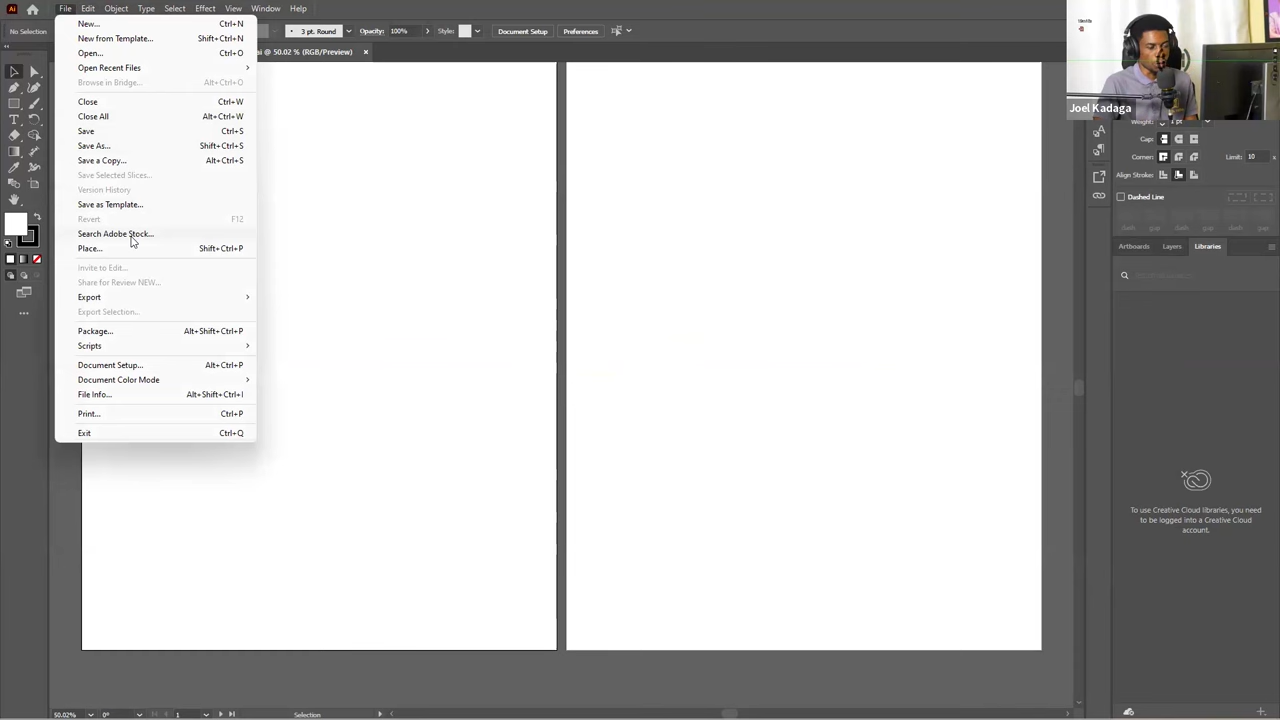 File Edit Object Type Select Effect View Window Help
No Selection 3 pt. Round Opacity: 100% Style: Document Setup Preferences
ai @ 50.02 % (RGB/Preview)
New... Ctrl+N
New from Template... Shift+Ctrl+N
Open... Ctrl+O
Open Recent Files
Browse in Bridge... Alt+Ctrl+O
Close Ctrl+W
Close All Alt+Ctrl+W
Save Ctrl+S
Save As... Shift+Ctrl+S
Save a Copy... Alt+Ctrl+S
Save Selected Slices...
Version History
Save as Template...
Revert F12
Search Adobe Stock...
Place... Shift+Ctrl+P
Invite to Edit...
Share for Review NEW...
Export
Export Selection...
Package... Alt+Shift+Ctrl+P
Scripts
Document Setup... Alt+Ctrl+P
Document Color Mode
File Info... Alt+Shift+Ctrl+I
Print... Ctrl+P
Exit Ctrl+Q
Joel Kadaga
Weight: 1 pt
Cap:
Corner: Limit: 10
Align Stroke:
Dashed Line
dash gap dash gap dash gap
Artboards Layers Libraries
To use Creative Cloud libraries, you need
to be logged into a Creative Cloud
account.
50.02% 0° 1 Selection